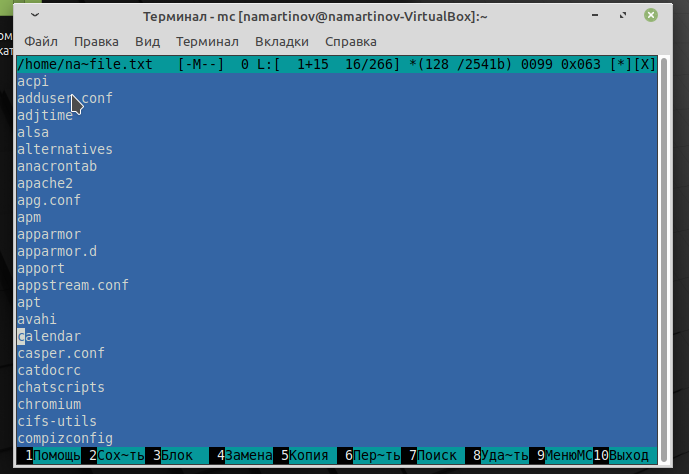 Терминал - mc [namartinov@namartinov-VirtualBox]:~
Файл Правка Вид Терминал Вкладки Справка
/home/na~file.txt [-M--] 0 L:[ 1+15 16/266] *(128 /2541b) 0099 0x063 [*][X]
acpi
adduser.conf
adjtime
alsa
alternatives
anacrontab
apache2
apg.conf
apm
apparmor
apparmor.d
apport
appstream.conf
apt
avahi
calendar
casper.conf
catdocrc
chatscripts
chromium
cifs-utils
compizconfig
1Помощь 2Сох~ть 3Блок 4Замена 5Копия 6Пер~ть 7Поиск 8Уда~ть 9МенюMC 10Выход